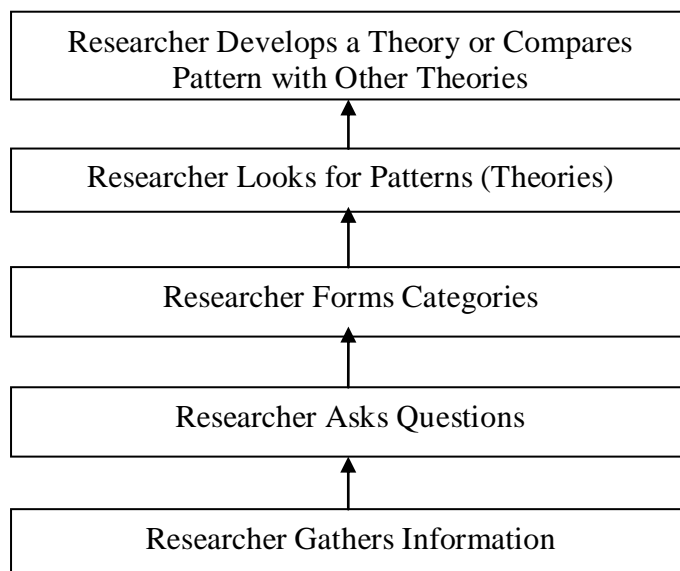 Researcher Develops a Theory or Compares
Pattern with Other Theories
Researcher Looks for Patterns (Theories)
Researcher Forms Categories
Researcher Asks Questions
Researcher Gathers Information